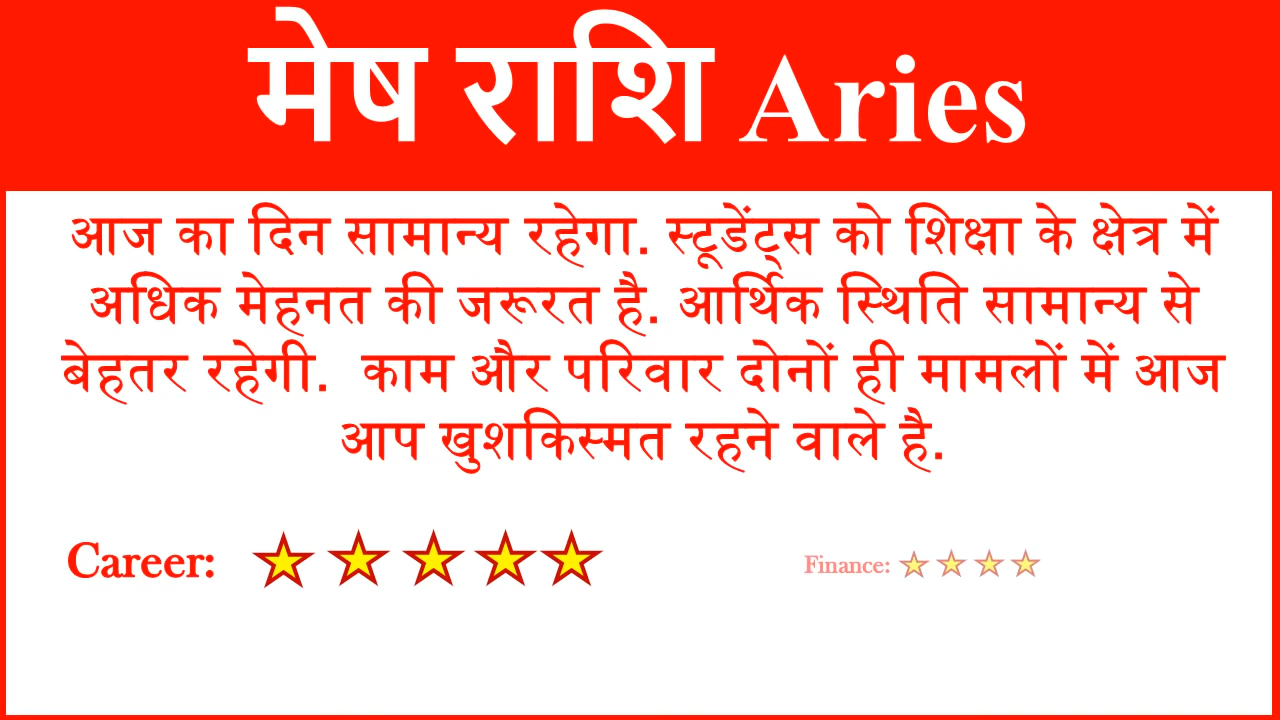 मेष राशि Aries
आज का दिन सामान्य रहेगा. स्टूडेंट्स को शिक्षा के क्षेत्र में
अधिक मेहनत की जरूरत है. आर्थिक स्थिति सामान्य से
बेहतर रहेगी. काम और परिवार दोनों ही मामलों में आज
आप खुशकिस्मत रहने वाले है.
Career: Finance: